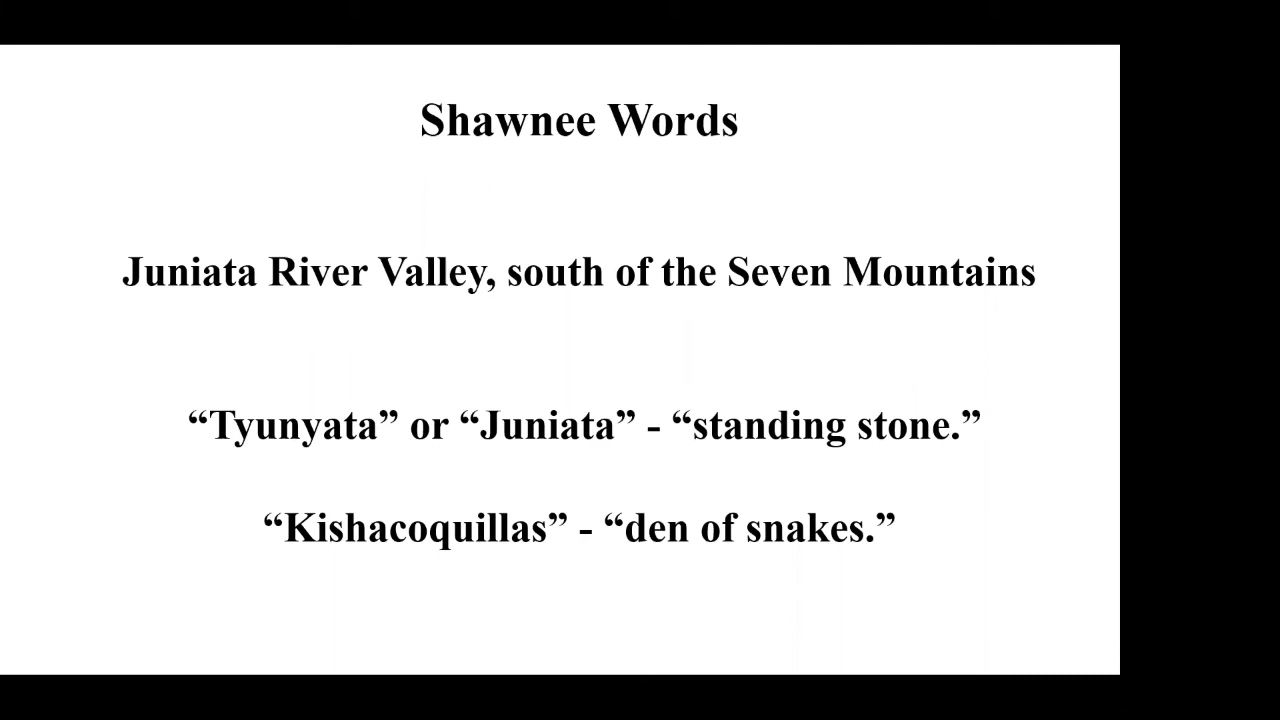 Shawnee Words
Juniata River Valley, south of the Seven Mountains
“Tyunyata” or “Juniata” - “standing stone.”
“Kishacoquillas” - “den of snakes.”